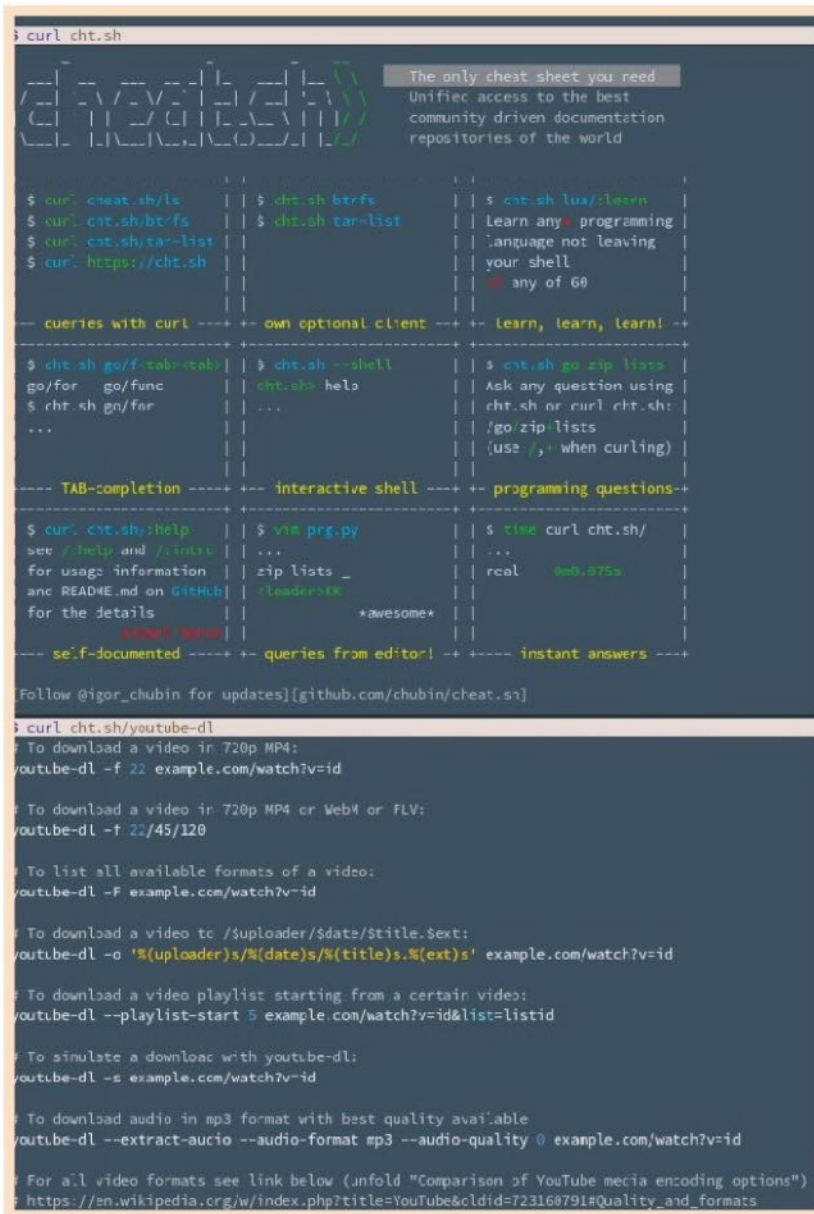 $ curl cht.sh
cheat.sh
The only cheat sheet you need
Unified access to the best
community driven documentation
repositories of the world
$ curl cheat.sh/ls
$ curl cht.sh/btrfs
$ curl cht.sh/tar-list
$ curl https://cht.sh
queries with curl
$ cht.sh btrfs
$ cht.sh tar-list
own optional client
$ cht.sh lua/:learn
Learn any* programming
language not leaving
your shell
*) any of 60
learn, learn, learn!
$ cht.sh go/f<tab><tab>
go/for go/func
$ cht.sh go/for
...
TAB-completion
$ cht.sh --shell
cht.sh> help
...
interactive shell
$ cht.sh go zip lists
Ask any question using
cht.sh or curl cht.sh:
/go/zip+lists
(use /,+ when curling)
programming questions
$ curl cht.sh/:help
see /:help and /:intro
for usage information
and README.md on GitHub
for the details
self-documented
$ vim prg.py
...
zip lists _
<leader>KK
*awesome*
queries from editor!
$ time curl cht.sh/
...
real 0m0.075s
instant answers
[Follow @igor_chubin for updates][github.com/chubin/cheat.sh]
$ curl cht.sh/youtube-dl
# To download a video in 720p MP4:
youtube-dl -f 22 example.com/watch?v=id
# To download a video in 720p MP4 or WebM or FLV:
youtube-dl -f 22/45/120
# To list all available formats of a video:
youtube-dl -F example.com/watch?v=id
# To download a video to /$uploader/$date/$title.$ext:
youtube-dl -o '%(uploader)s/%(date)s/%(title)s.%(ext)s' example.com/watch?v=id
# To download a video playlist starting from a certain video:
youtube-dl --playlist-start 5 example.com/watch?v=id&list=listid
# To simulate a download with youtube-dl:
youtube-dl -s example.com/watch?v=id
# To download audio in mp3 format with best quality available
youtube-dl --extract-audio --audio-format mp3 --audio-quality 0 example.com/watch?v=id
# For all video formats see link below (unfold "Comparison of YouTube media encoding options")
# https://en.wikipedia.org/w/index.php?title=YouTube&oldid=723160791#Quality_and_formats